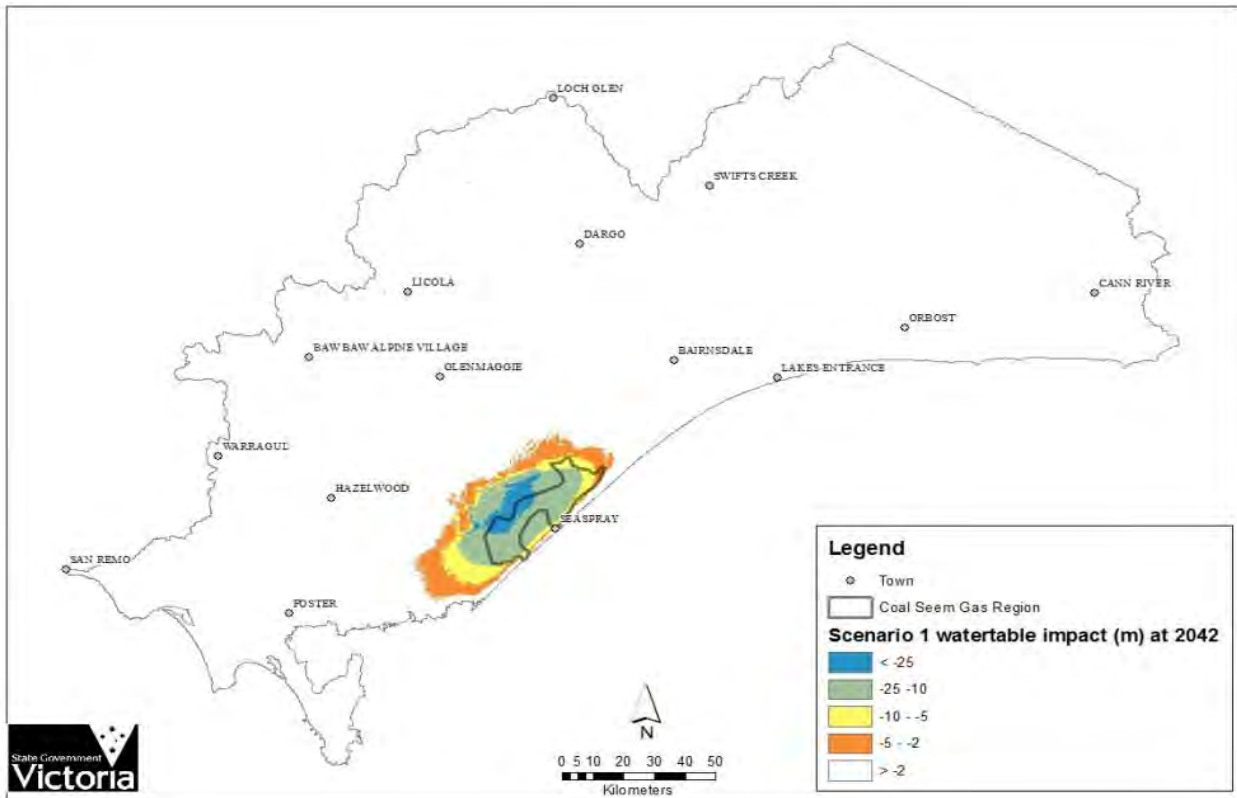 LOCH GLEN
SWIFTS CREEK
DARGO
LICOLA
CANN RIVER
ORBOST
BAW BAW ALPINE VILLAGE
BAIRNSDALE
GLENMAGGIE
LAKES ENTRANCE
WARRAGUL
HAZELWOOD
SEASPRAY
SAN REMO
FOSTER
Legend
Town
Coal Seem Gas Region
Scenario 1 watertable impact (m) at 2042
< -25
-25 -10
-10 - -5
-5 - -2
> -2
N
0 5 10 20 30 40 50
Kilometers
State Government
Victoria